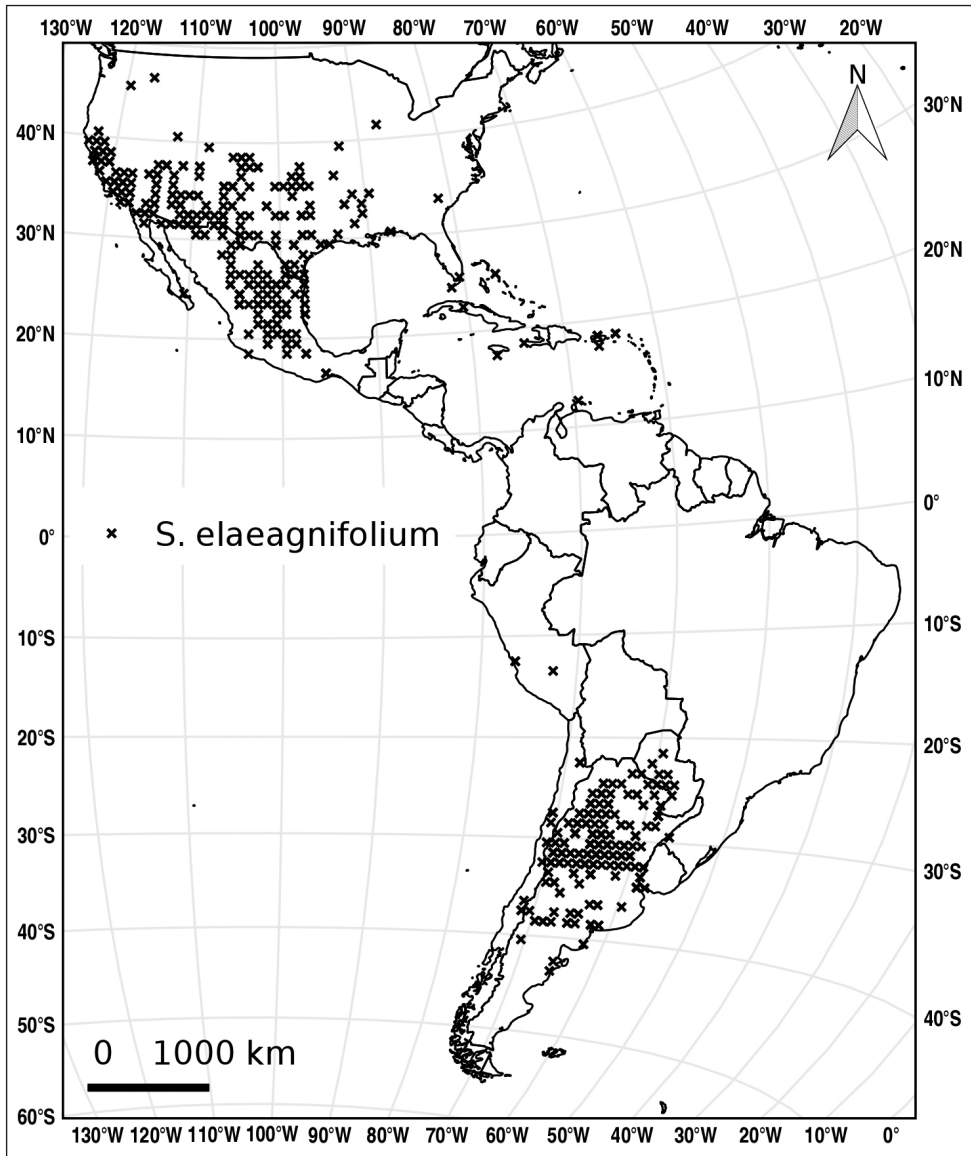 130°W 120°W 110°W 100°W 90°W 80°W 70°W 60°W 50°W 40°W 30°W 20°W
N
30°N
40°N
30°N
20°N
20°N
10°N
10°N
0°
S. elaeagnifolium
0°
10°S
10°S
20°S
20°S
30°S
30°S
40°S
40°S
50°S
0 1000 km
60°S
130°W 120°W 110°W 100°W 90°W 80°W 70°W 60°W 50°W 40°W 30°W 20°W 10°W 0°